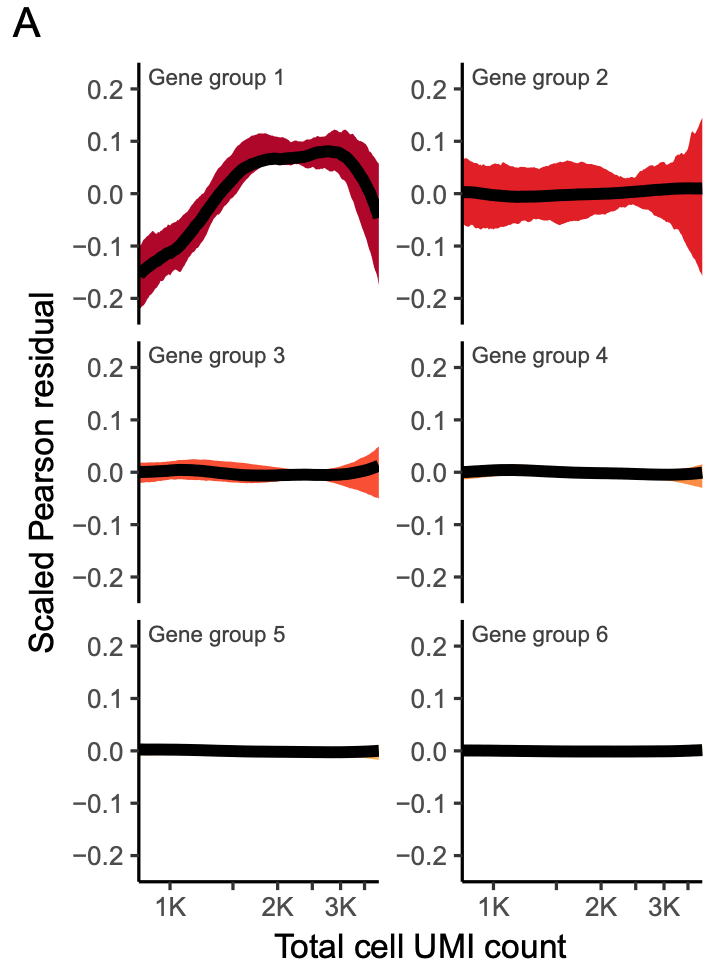 A
Gene group 1
Gene group 2
0.2
0.1
0.0
−0.1
−0.2
0.2
0.1
0.0
−0.1
−0.2
Gene group 3
Gene group 4
0.2
0.1
0.0
−0.1
−0.2
0.2
0.1
0.0
−0.1
−0.2
Gene group 5
Gene group 6
0.2
0.1
0.0
−0.1
−0.2
0.2
0.1
0.0
−0.1
−0.2
1K 2K 3K
1K 2K 3K
Scaled Pearson residual
Total cell UMI count